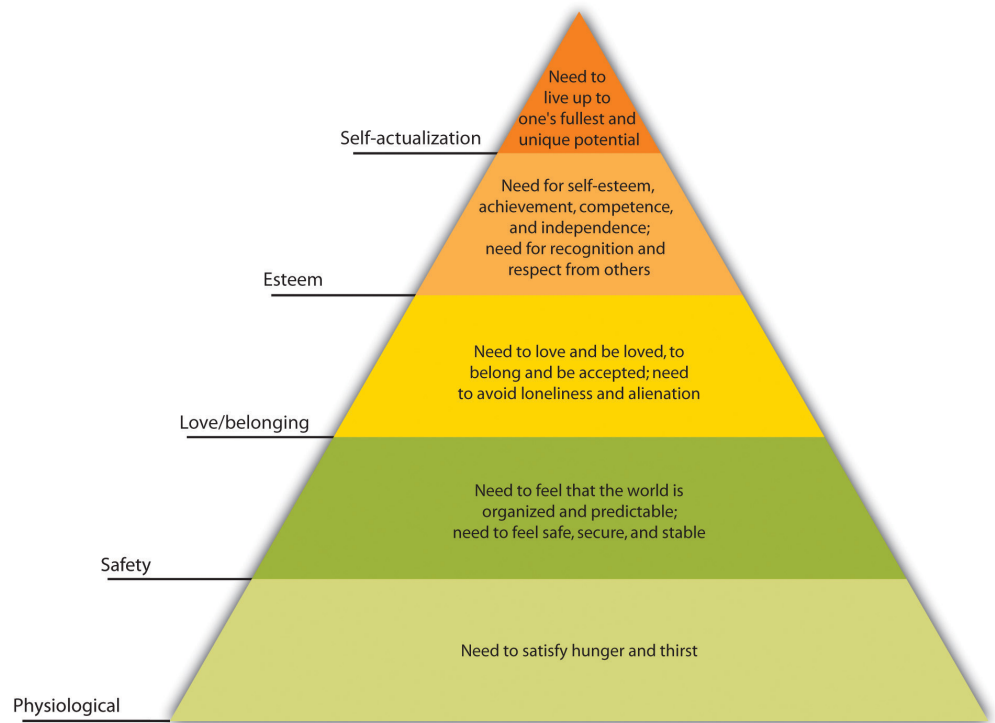 Need to
live up to
one's fullest and
unique potential
Self-actualization
Need for self-esteem,
achievement, competence,
and independence;
need for recognition and
respect from others
Esteem
Need to love and be loved, to
belong and be accepted; need
to avoid loneliness and alienation
Love/belonging
Need to feel that the world is
organized and predictable;
need to feel safe, secure, and stable
Safety
Need to satisfy hunger and thirst
Physiological